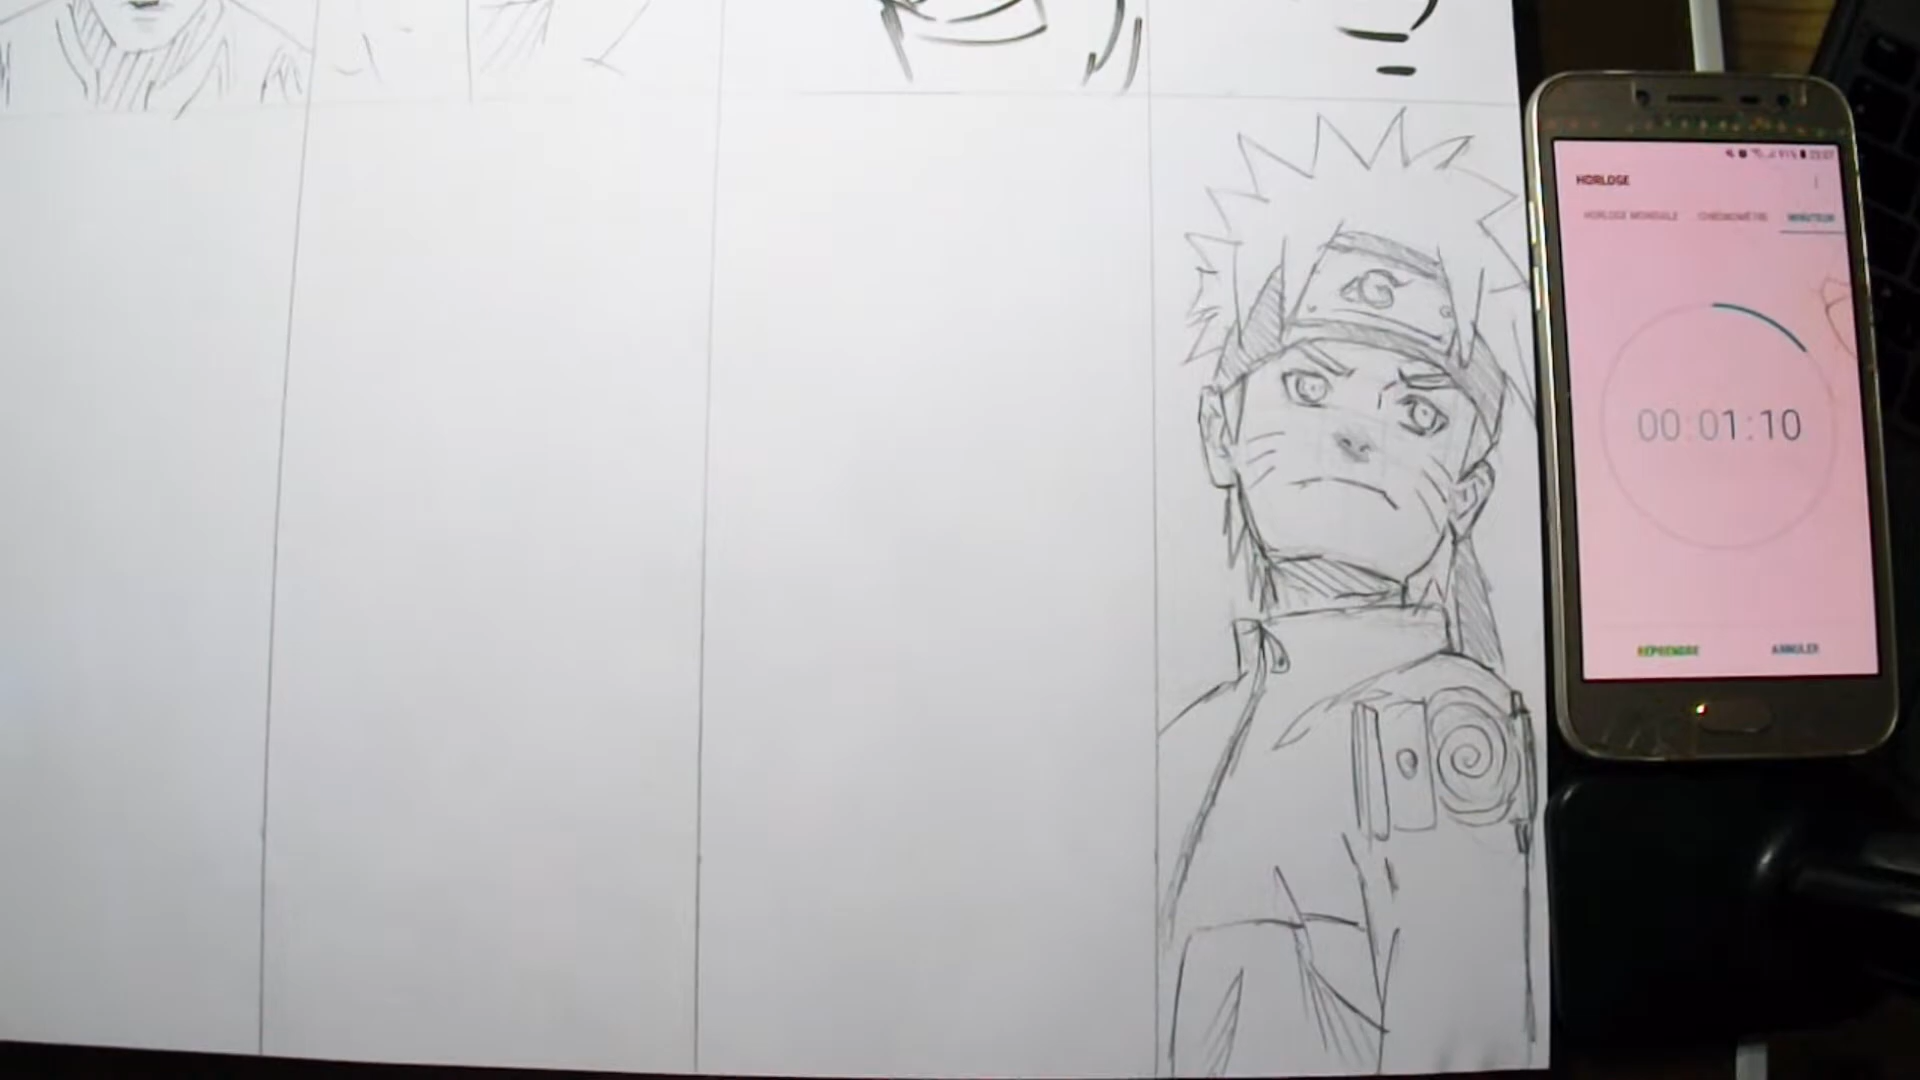 HORLOGE
HORLOGE MONDIALE CHRONOMÈTRE MINUTEUR
00:01:10
REPRENDRE ANNULER